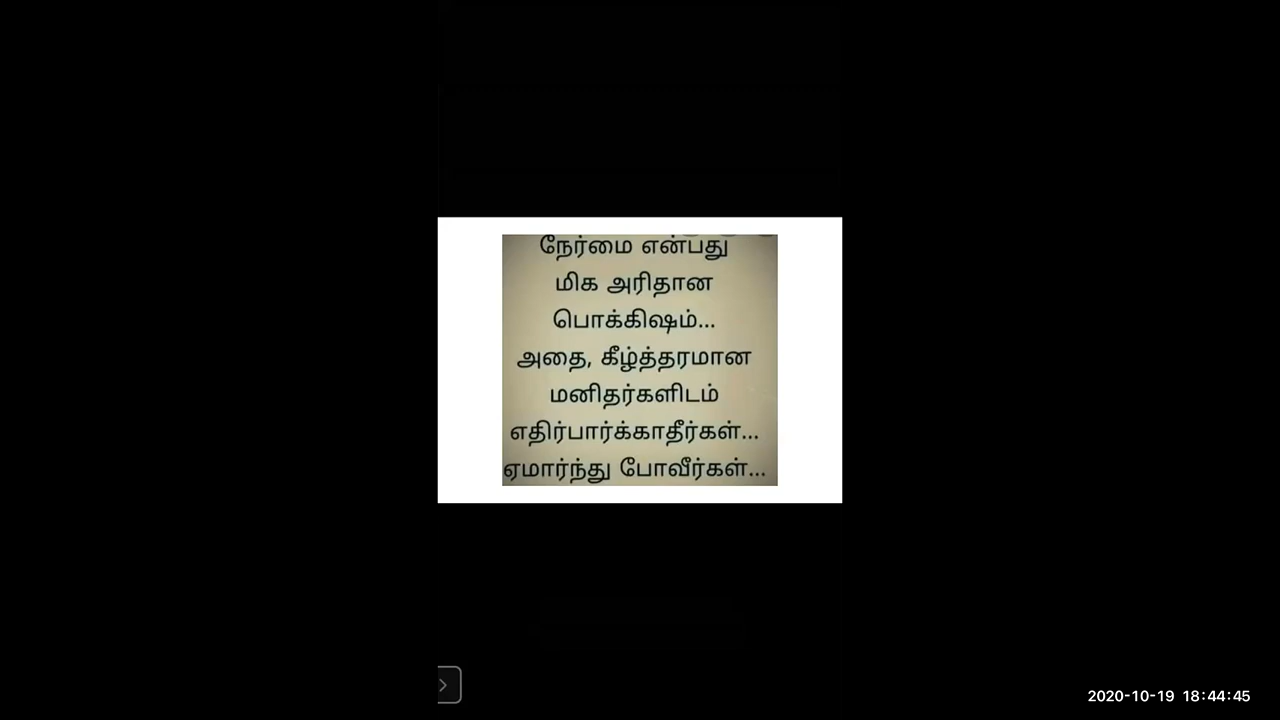 நேர்மை என்பது
மிக அரிதான
பொக்கிஷம்...
அதை, கீழ்த்தரமான
மனிதர்களிடம்
எதிர்பார்க்காதீர்கள்...
ஏமார்ந்து போவீர்கள்...
2020-10-19 18:44:45